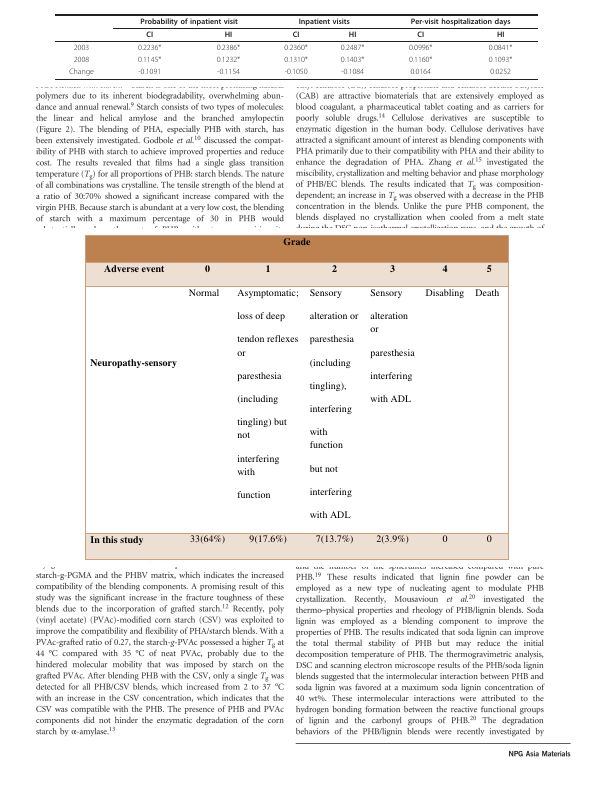 Probability of inpatient visit Inpatient visits Per-visit hospitalization days
CI HI CI HI CI HI
2003 0.2236* 0.2386* 0.2360* 0.2487* 0.0996* 0.0841*
2008 0.1145* 0.1232* 0.1310* 0.1403* 0.1160* 0.1093*
Change -0.1091 -0.1154 -0.1050 -0.1084 0.0164 0.0252
polymers due to its inherent biodegradability, overwhelming abun-
dance and annual renewal.9 Starch consists of two types of molecules:
the linear and helical amylose and the branched amylopectin
(Figure 2). The blending of PHA, especially PHB with starch, has
been extensively investigated. Godbole et al.10 discussed the compat-
ibility of PHB with starch to achieve improved properties and reduce
cost. The results revealed that films had a single glass transition
temperature (Tg) for all proportions of PHB: starch blends. The nature
of all combinations was crystalline. The tensile strength of the blend at
a ratio of 30:70% showed a significant increase compared with the
virgin PHB. Because starch is abundant at a very low cost, the blending
of starch with a maximum percentage of 30 in PHB would
(CAB) are attractive biomaterials that are extensively employed as
blood coagulant, a pharmaceutical tablet coating and as carriers for
poorly soluble drugs.14 Cellulose derivatives are susceptible to
enzymatic digestion in the human body. Cellulose derivatives have
attracted a significant amount of interest as blending components with
PHA primarily due to their compatibility with PHA and their ability to
enhance the degradation of PHA. Zhang et al.15 investigated the
miscibility, crystallization and melting behavior and phase morphology
of PHB/EC blends. The results indicated that Tg was composition-
dependent; an increase in Tg was observed with a decrease in the PHB
concentration in the blends. Unlike the pure PHB component, the
blends displayed no crystallization when cooled from a melt state
Grade
Adverse event 0 1 2 3 4 5
Neuropathy-sensory
Normal
Asymptomatic;
loss of deep
tendon reflexes
or
paresthesia
(including
tingling) but
not
interfering
with
function
Sensory
alteration or
paresthesia
(including
tingling),
interfering
with
function
but not
interfering
with ADL
Sensory
alteration
or
paresthesia
interfering
with ADL
Disabling
Death
In this study 33(64%) 9(17.6%) 7(13.7%) 2(3.9%) 0 0
starch-g-PGMA and the PHBV matrix, which indicates the increased
compatibility of the blending components. A promising result of this
study was the significant increase in the fracture toughness of these
blends due to the incorporation of grafted starch.12 Recently, poly
(vinyl acetate) (PVAc)-modified corn starch (CSV) was exploited to
improve the compatibility and flexibility of PHA/starch blends. With a
PVAc-grafted ratio of 0.27, the starch-g-PVAc possessed a higher Tg at
44 °C compared with 35 °C of neat PVAc, probably due to the
hindered molecular mobility that was imposed by starch on the
grafted PVAc. After blending PHB with the CSV, only a single Tg was
detected for all PHB/CSV blends, which increased from 2 to 37 °C
with an increase in the CSV concentration, which indicates that the
CSV was compatible with the PHB. The presence of PHB and PVAc
components did not hinder the enzymatic degradation of the corn
starch by α-amylase.13
and the number of the spherulites increased compared with pure
PHB.19 These results indicated that lignin fine powder can be
employed as a new type of nucleating agent to modulate PHB
crystallization. Recently, Mousavioun et al.20 investigated the
thermo–physical properties and rheology of PHB/lignin blends. Soda
lignin was employed as a blending component to improve the
properties of PHB. The results indicated that soda lignin can improve
the total thermal stability of PHB but may reduce the initial
decomposition temperature of PHB. The thermogravimetric analysis,
DSC and scanning electron microscope results of the PHB/soda lignin
blends suggested that the intermolecular interaction between PHB and
soda lignin was favored at a maximum soda lignin concentration of
40 wt%. These intermolecular interactions were attributed to the
hydrogen bonding formation between the reactive functional groups
of lignin and the carbonyl groups of PHB.20 The degradation
behaviors of the PHB/lignin blends were recently investigated by
NPG Asia Materials